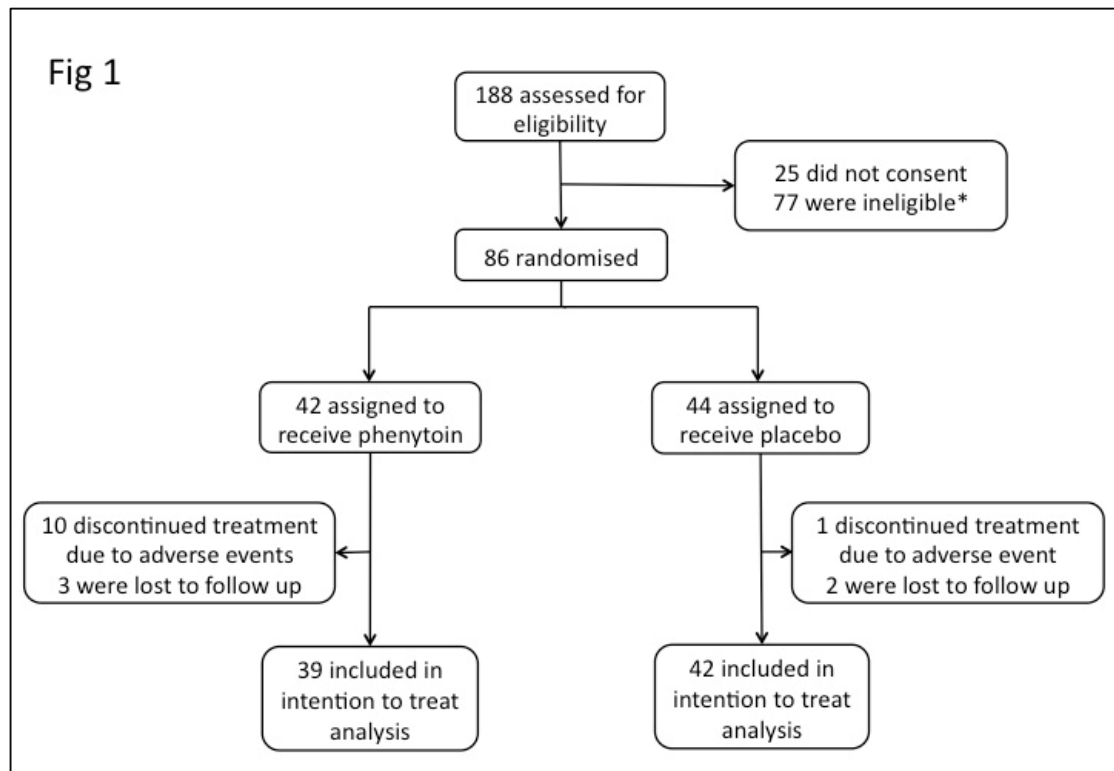 Fig 1
188 assessed for
eligibility
25 did not consent
77 were ineligible*
86 randomised
42 assigned to
receive phenytoin
44 assigned to
receive placebo
10 discontinued treatment
due to adverse events
3 were lost to follow up
1 discontinued treatment
due to adverse event
2 were lost to follow up
39 included in
intention to treat
analysis
42 included in
intention to treat
analysis